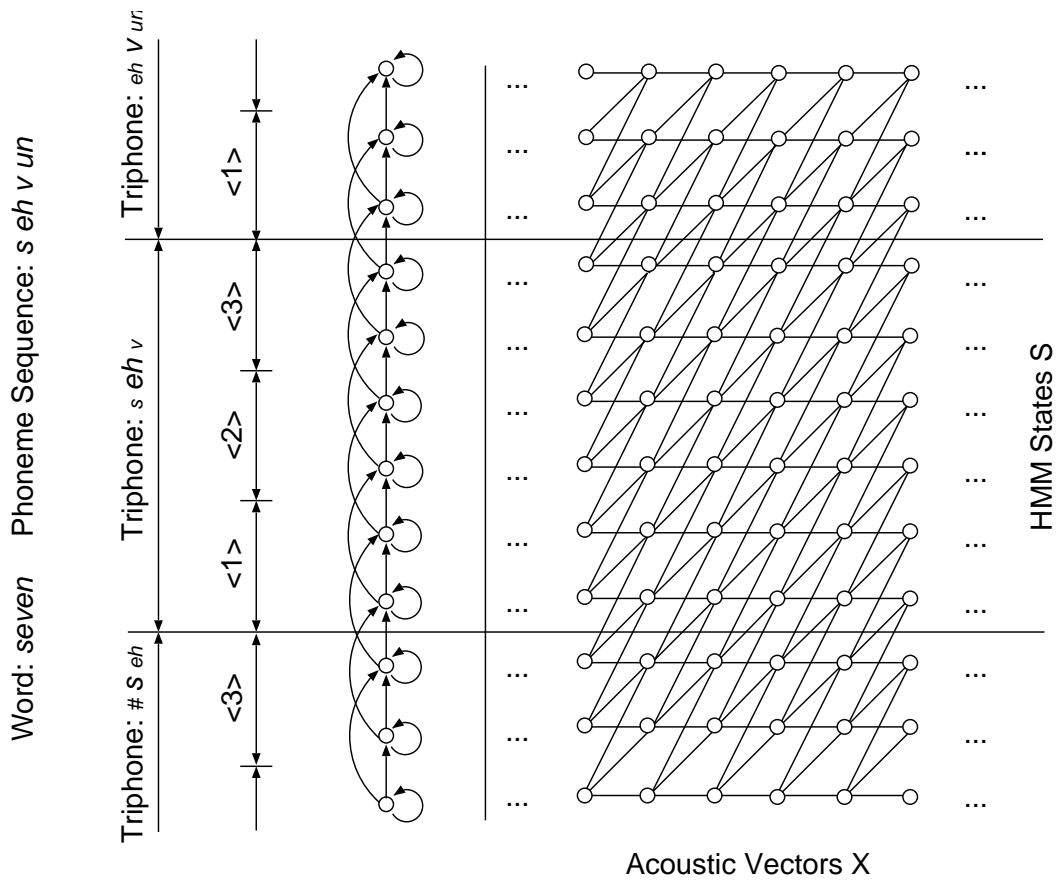 Word: seven Phoneme Sequence: s eh v un
Triphone: # s eh
Triphone: s eh v
Triphone: eh v un
<1>
<3>
<2>
<1>
<3>
... ...
... ...
... ...
... ...
... ...
... ...
... ...
... ...
... ...
... ...
... ...
... ...
HMM States S
Acoustic Vectors X